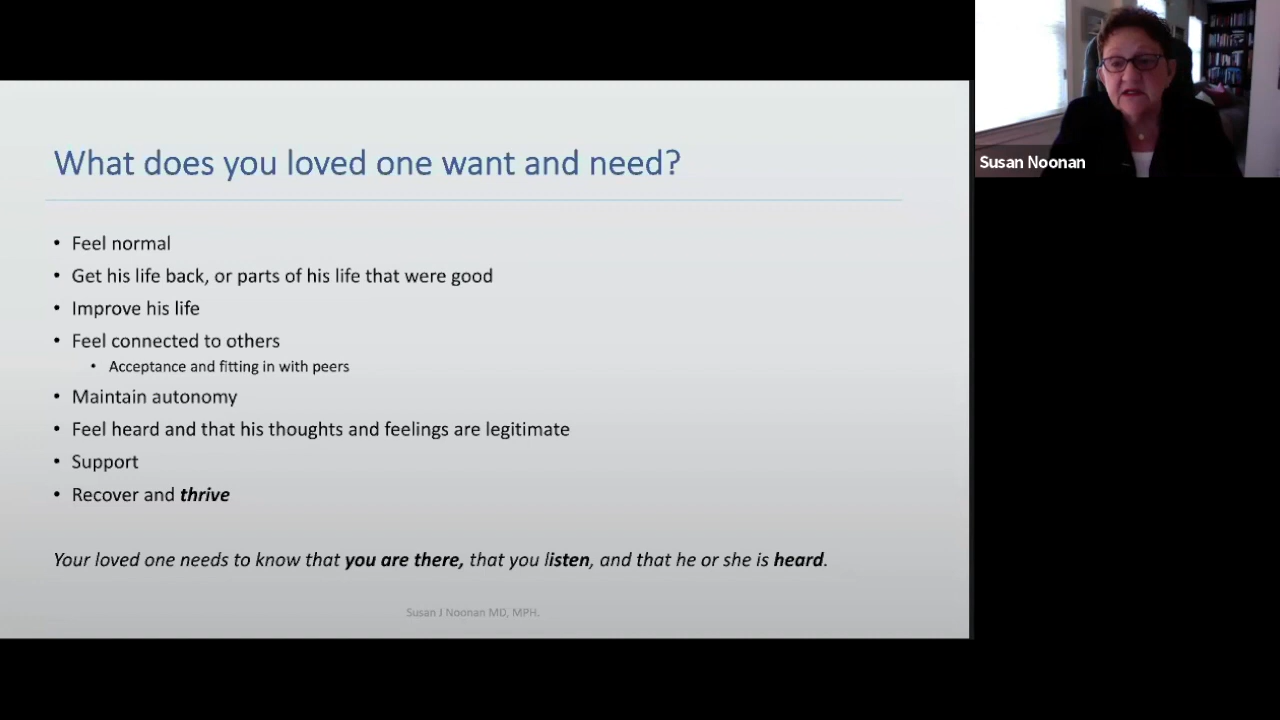 What does you loved one want and need?
• Feel normal
• Get his life back, or parts of his life that were good
• Improve his life
• Feel connected to others
• Acceptance and fitting in with peers
• Maintain autonomy
• Feel heard and that his thoughts and feelings are legitimate
• Support
• Recover and thrive
Your loved one needs to know that you are there, that you listen, and that he or she is heard.
Susan J Noonan MD, MPH.
Susan Noonan